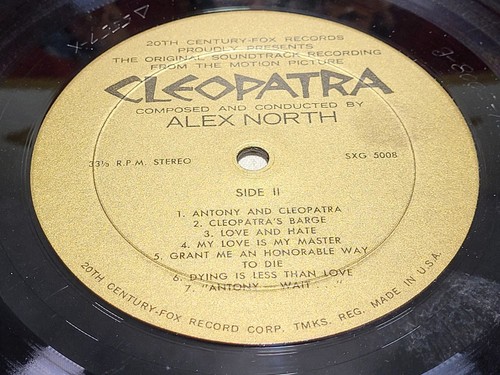 20TH CENTURY-FOX RECORDS
PROUDLY PRESENTS
THE ORIGINAL SOUNDTRACK RECORDING
FROM THE MOTION PICTURE
CLEOPATRA
COMPOSED AND CONDUCTED BY
ALEX NORTH
33⅓ R.P.M. STEREO
SXG 5008
SIDE II
1. ANTONY AND CLEOPATRA
2. CLEOPATRA'S BARGE
3. LOVE AND HATE
4. MY LOVE IS MY MASTER
5. GRANT ME AN HONORABLE WAY
TO DIE
6. DYING IS LESS THAN LOVE
7. "ANTONY . . . WAIT . . ."
20TH CENTURY-FOX RECORD CORP. TMKS. REG. MADE IN U.S.A.